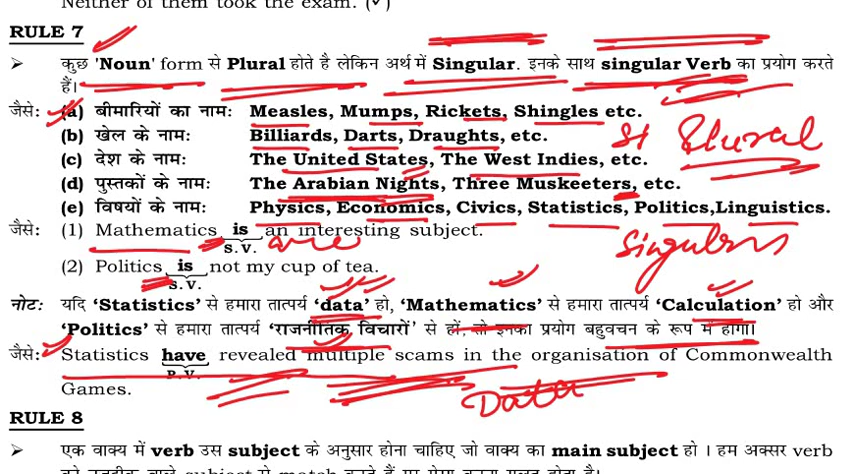 Neither of them took the exam. (✓)
RULE 7
➤ कुछ 'Noun' form से Plural होते है लेकिन अर्थ में Singular. इनके साथ singular Verb का प्रयोग करते
हैं।
जैसे: (a) बीमारियों का नाम: Measles, Mumps, Rickets, Shingles etc.
(b) खेल के नाम: Billiards, Darts, Draughts, etc.
(c) देश के नाम: The United States, The West Indies, etc.
(d) पुस्तकों के नाम: The Arabian Nights, Three Musketeers, etc.
(e) विषयों के नाम: Physics, Economics, Civics, Statistics, Politics,Linguistics.
Plural
जैसे: (1) Mathematics is an interesting subject.
S.V. are
Singular
(2) Politics is not my cup of tea.
S.V.
नोट: यदि 'Statistics' से हमारा तात्पर्य 'data' हो, 'Mathematics' से हमारा तात्पर्य 'Calculation' हो और
'Politics' से हमारा तात्पर्य 'राजनीतिक विचारों' से हों, तो इनका प्रयोग बहुवचन के रूप में होगा।
जैसे: Statistics have revealed multiple scams in the organisation of Commonwealth
P.V.
Games.
Data
RULE 8
➤ एक वाक्य में verb उस subject के अनुसार होना चाहिए जो वाक्य का main subject हो । हम अक्सर verb